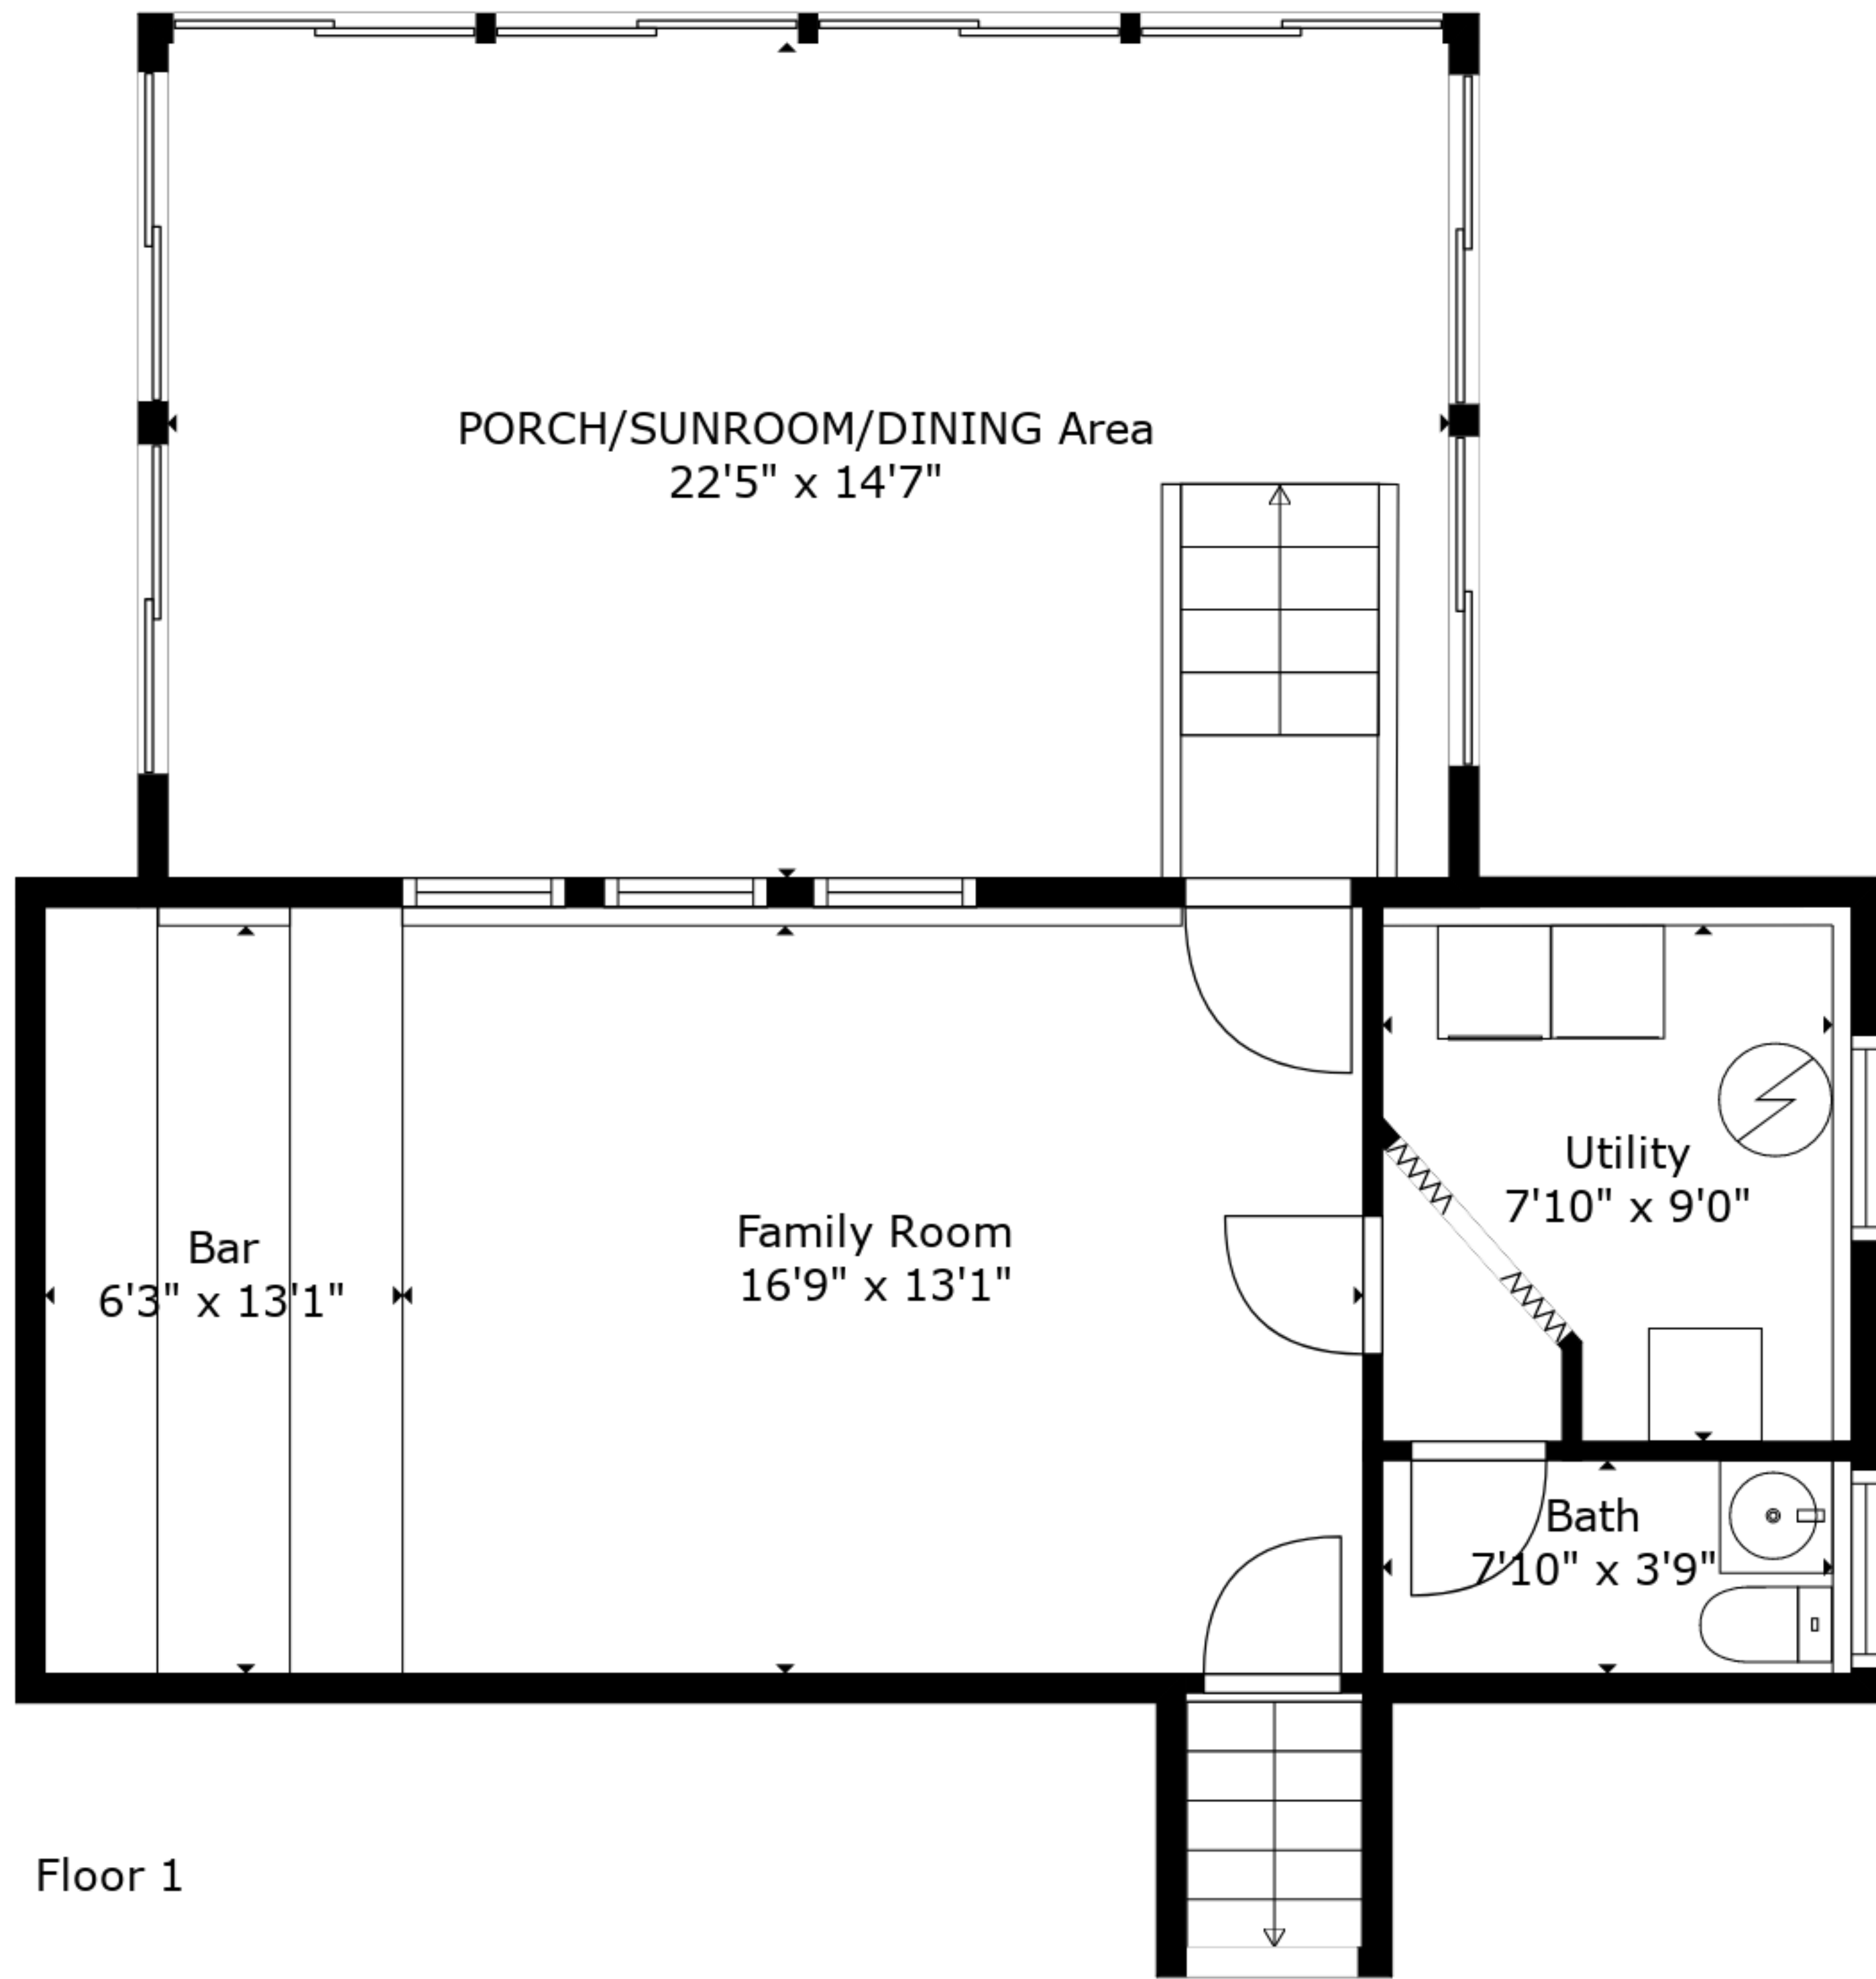 PORCH/SUNROOM/DINING Area
22'5" x 14'7"
Utility
7'10" x 9'0"
Family Room
16'9" x 13'1"
Bar
6'3" x 13'1"
Bath
7'10" x 3'9"
Floor 1